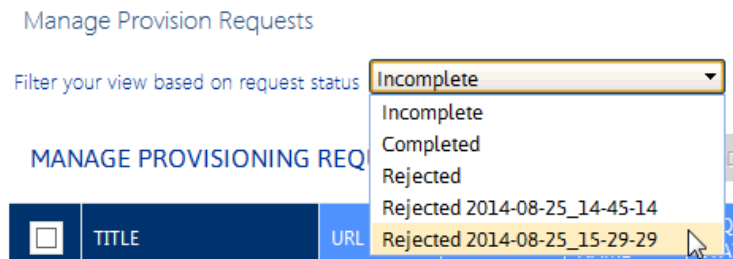 Manage Provision Requests
Filter your view based on request status Incomplete
Incomplete
Completed
MANAGE PROVISIONING
Rejected
Rejected 2014-08-25_14-45-14
TITLE URL Rejected 2014-08-25_15-29-29